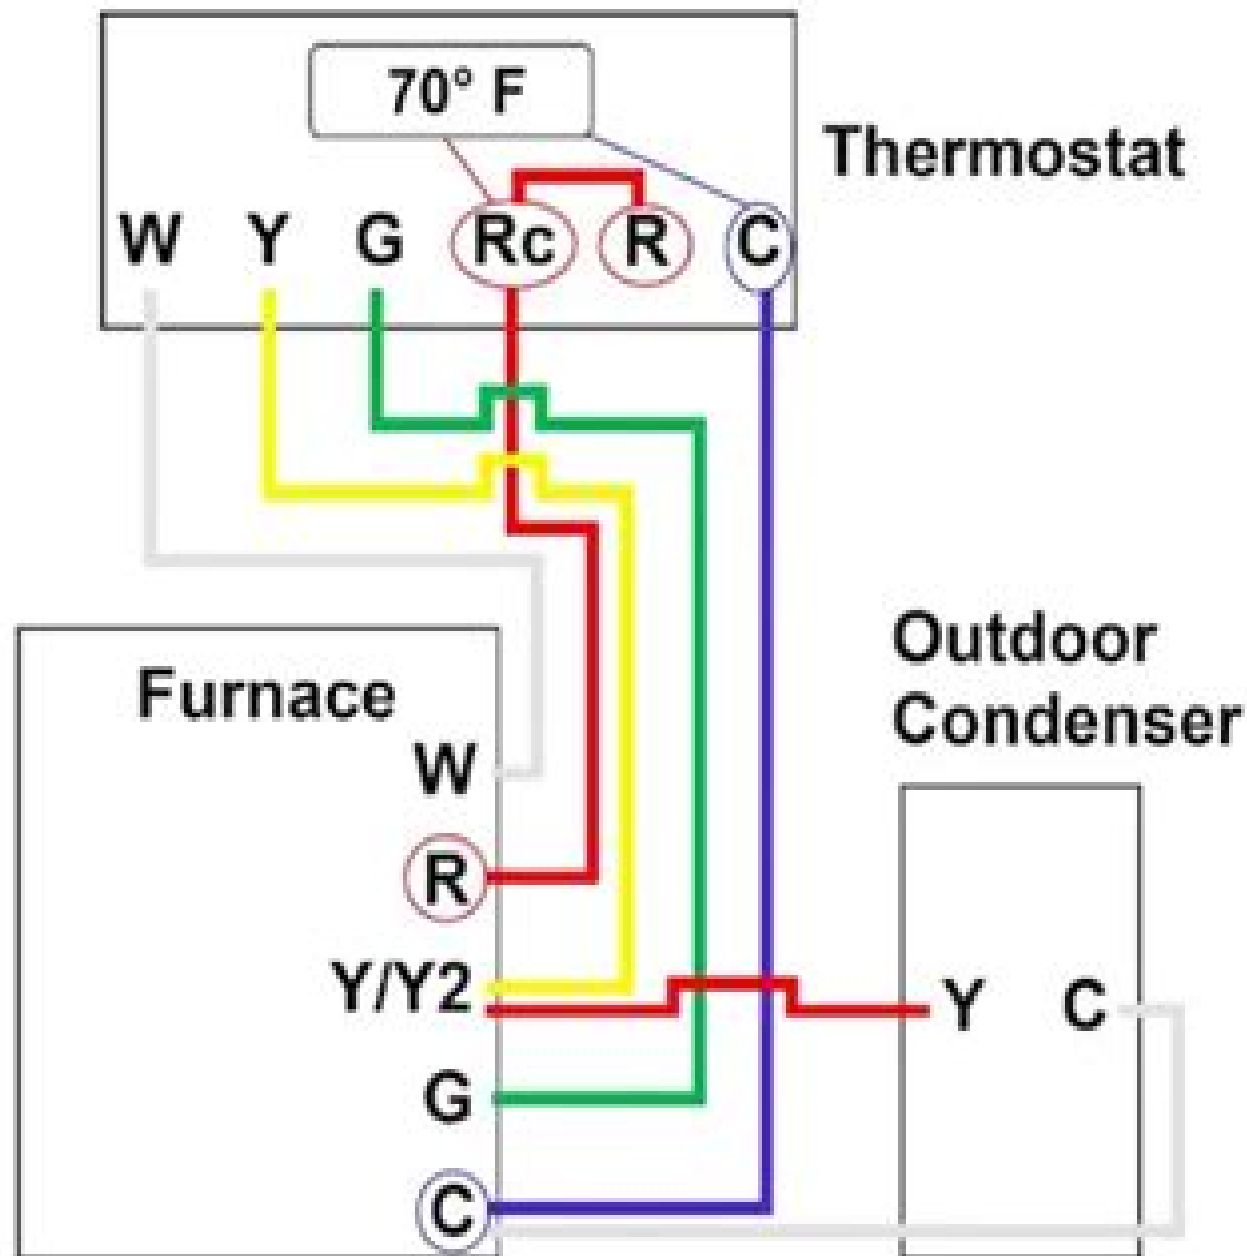 70° F
Thermostat
W Y G Rc R C
Outdoor
Condenser
Furnace
W
R
Y/Y2
Y C
G
C